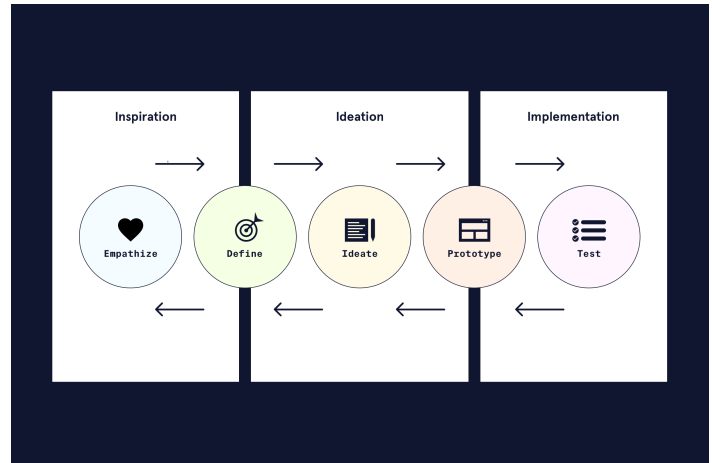 Inspiration
Ideation
Implementation
Empathize
Define
Ideate
Prototype
Test